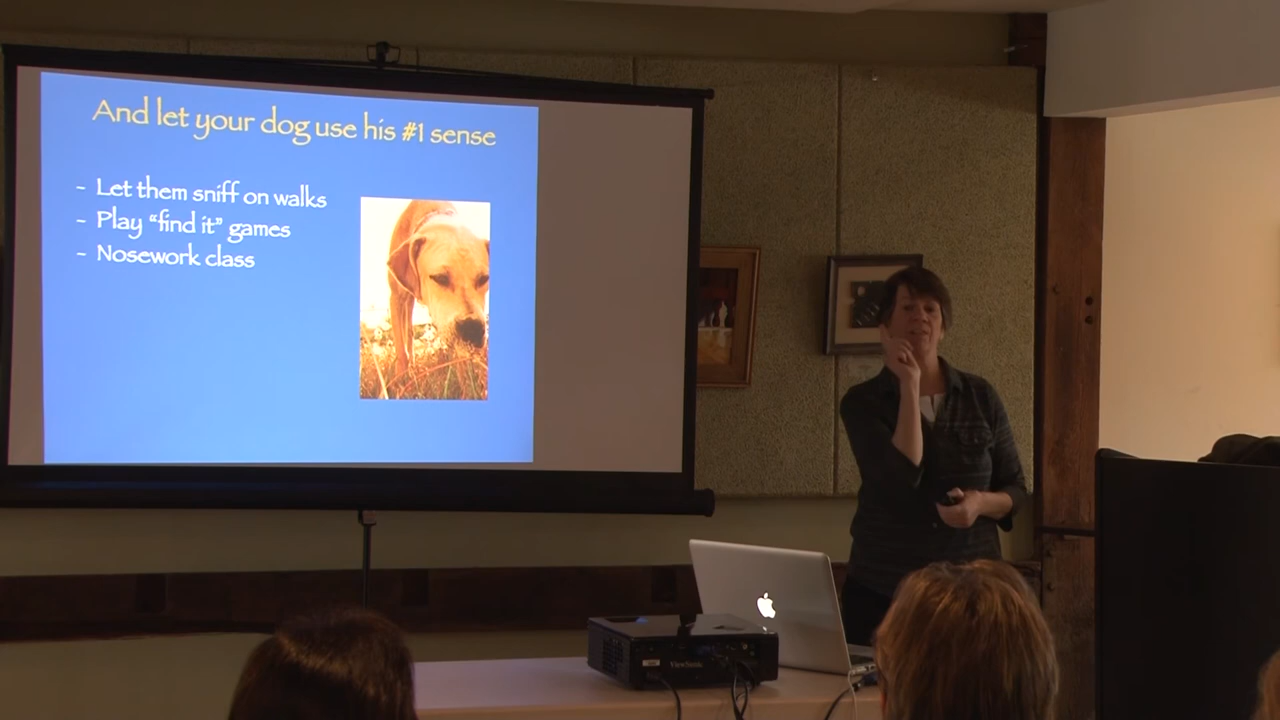 And let your dog use his #1 sense
- Let them sniff on walks
- Play “find it” games
- Nosework class
ViewSonic